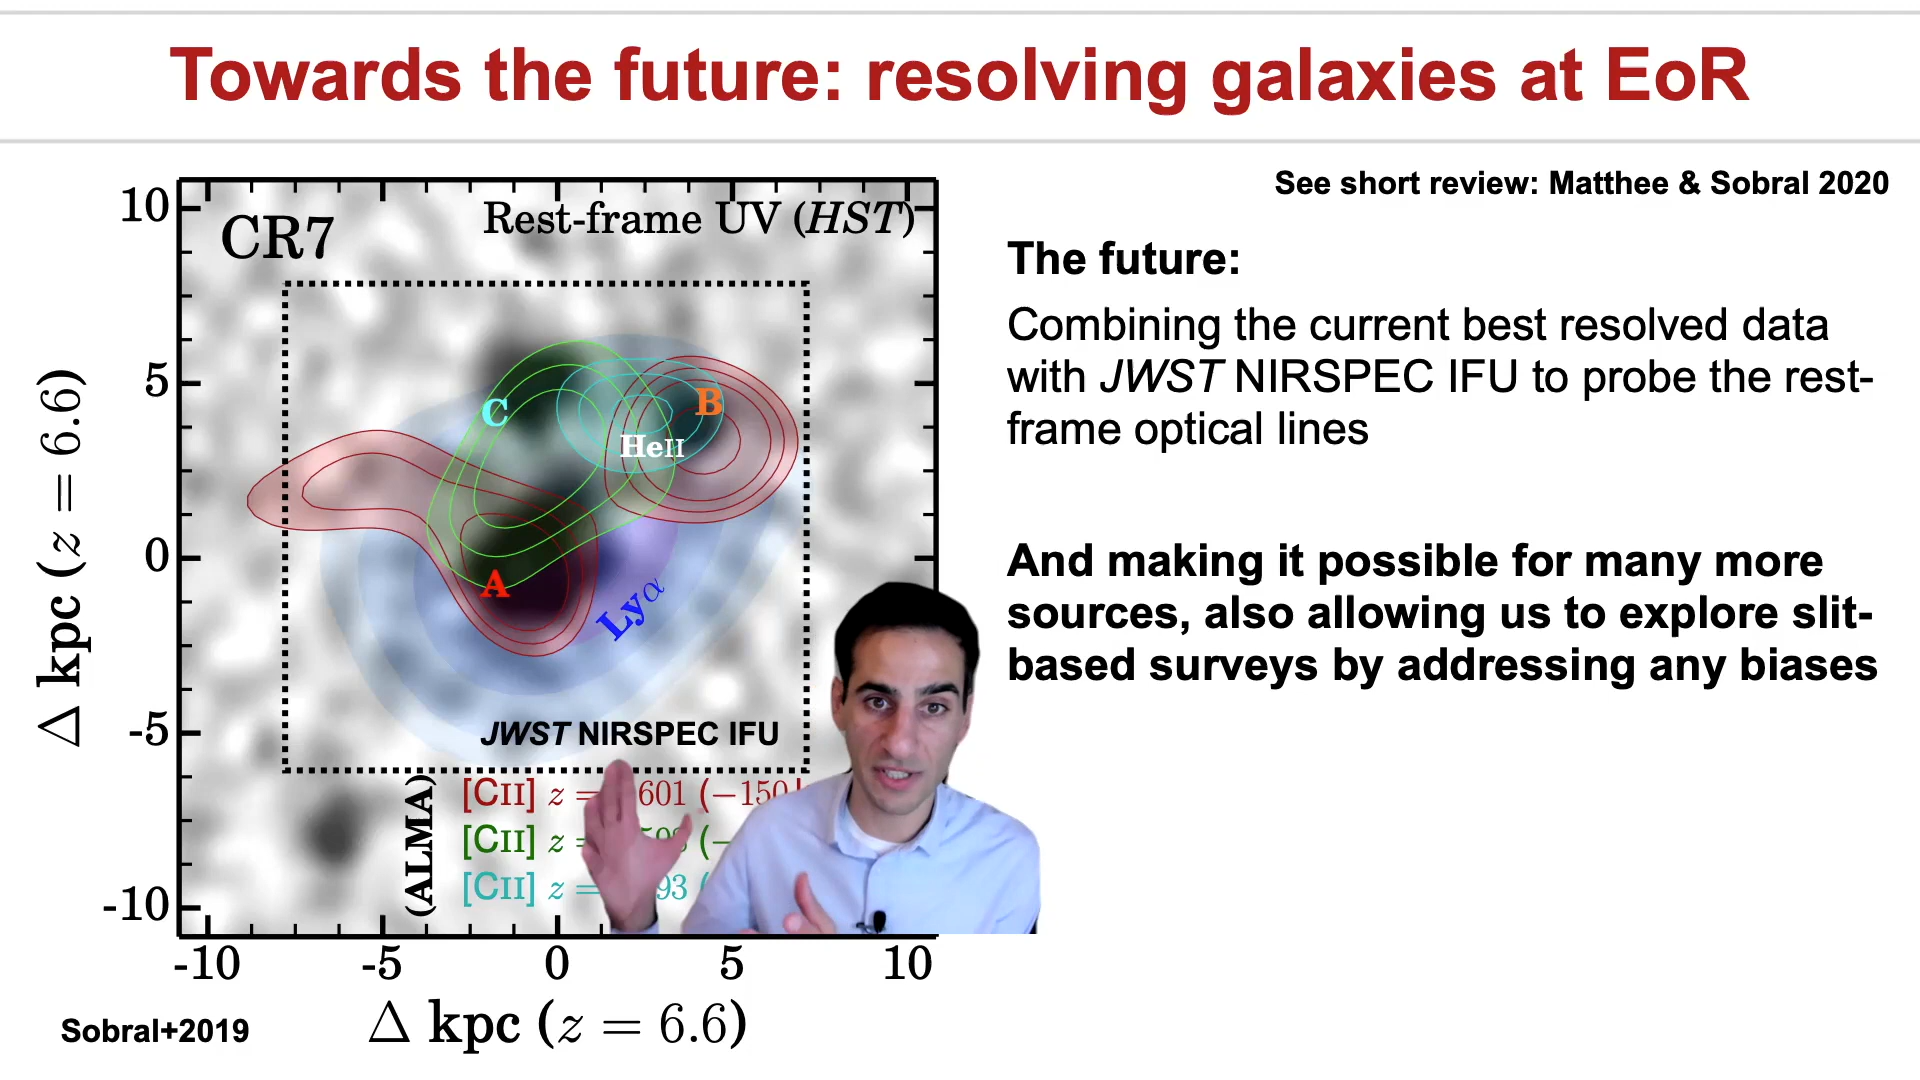 Towards the future: resolving galaxies at EoR
See short review: Matthee & Sobral 2020
10
5
0
-5
-10
Δ kpc (z = 6.6)
CR7
Rest-frame UV (HST)
C
B
HeII
A
Lyα
JWST NIRSPEC IFU
(ALMA)
[CII] z = 601 (−150
[CII] z = (−
[CII] z = 93 (
-10 -5 0 5 10
Δ kpc (z = 6.6)
Sobral+2019
The future:
Combining the current best resolved data
with JWST NIRSPEC IFU to probe the rest-
frame optical lines
And making it possible for many more
sources, also allowing us to explore slit-
based surveys by addressing any biases